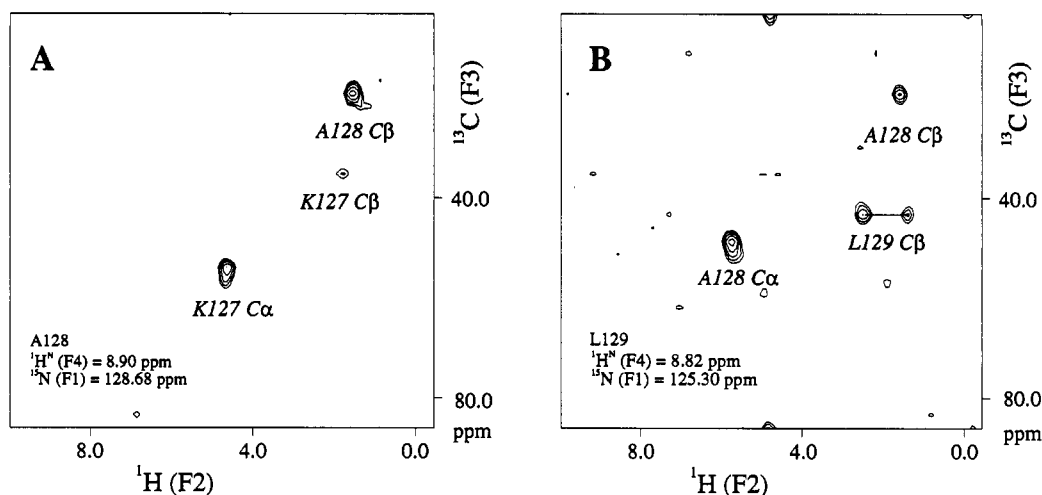 A
A128 Cβ
K127 Cβ
K127 Cα
A128
¹Hᴺ (F4) = 8.90 ppm
¹⁵N (F1) = 128.68 ppm
¹³C (F3)
40.0
80.0
ppm
8.0 4.0 0.0
¹H (F2)
B
A128 Cβ
L129 Cβ
A128 Cα
L129
¹Hᴺ (F4) = 8.82 ppm
¹⁵N (F1) = 125.30 ppm
¹³C (F3)
40.0
80.0
ppm
8.0 4.0 0.0
¹H (F2)